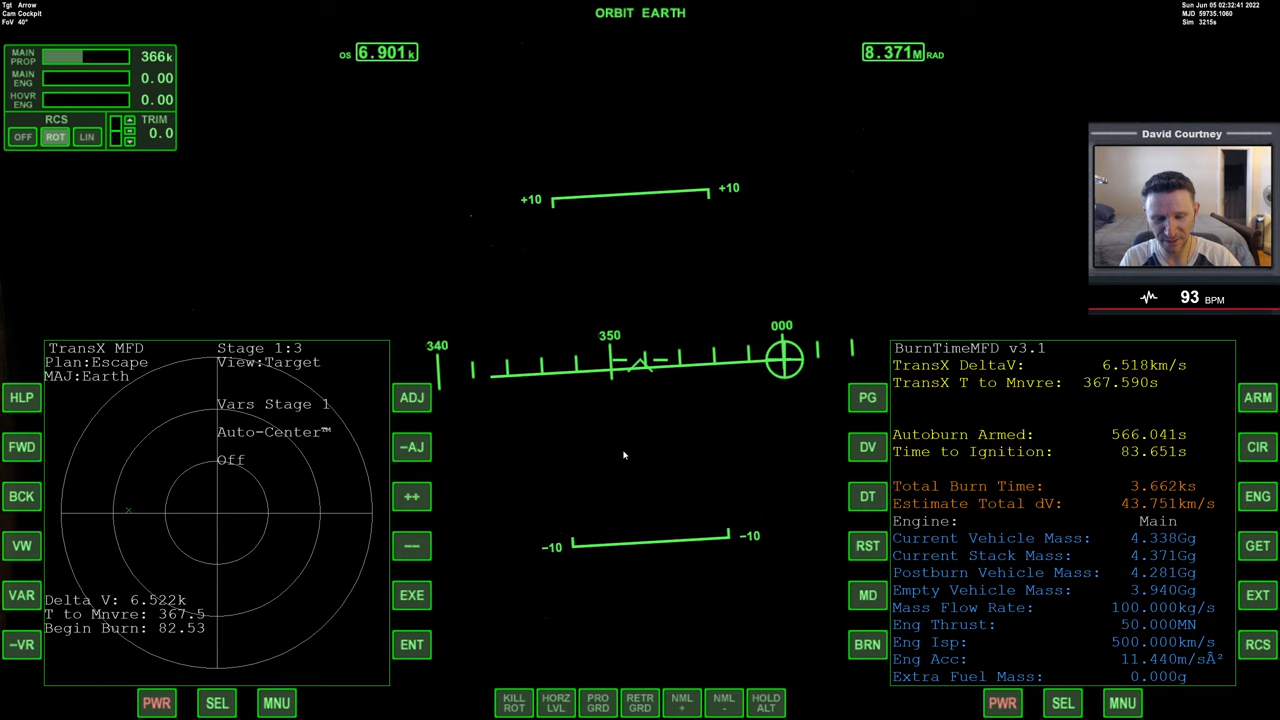 Tgt Arrow
Cam Cockpit
FoV 40°
ORBIT EARTH
Sun Jun 05 02:32:41 2022
MJD 59735.1060
Sim 3215s
MAIN PROP 366k
MAIN ENG 0.00
HOVR ENG 0.00
RCS
TRIM
OFF ROT LIN
0.0
OS 6.901k
8.371M RAD
David Courtney
93 BPM
+10 +10
340 350 000
-10 -10
TransX MFD Stage 1:3
Plan:Escape View:Target
MAJ:Earth
Vars Stage 1
Auto-Center™
Off
Delta V: 6.522k
T to Mnvre: 367.5
Begin Burn: 82.53
HLP
FWD
BCK
VW
VAR
-VR
ADJ
-AJ
++
--
EXE
ENT
PWR SEL MNU
KILL ROT
HORZ LVL
PRO GRD
RETR GRD
NML +
NML -
HOLD ALT
PG
DV
DT
RST
MD
BRN
BurnTimeMFD v3.1
TransX DeltaV: 6.518km/s
TransX T to Mnvre: 367.590s
Autoburn Armed: 566.041s
Time to Ignition: 83.651s
Total Burn Time: 3.662ks
Estimate Total dV: 43.751km/s
Engine: Main
Current Vehicle Mass: 4.338Gg
Current Stack Mass: 4.371Gg
Postburn Vehicle Mass: 4.281Gg
Empty Vehicle Mass: 3.940Gg
Mass Flow Rate: 100.000kg/s
Eng Thrust: 50.000MN
Eng Isp: 500.000km/s
Eng Acc: 11.440m/sÂ²
Extra Fuel Mass: 0.000g
ARM
CIR
ENG
GET
EXT
RCS
PWR SEL MNU